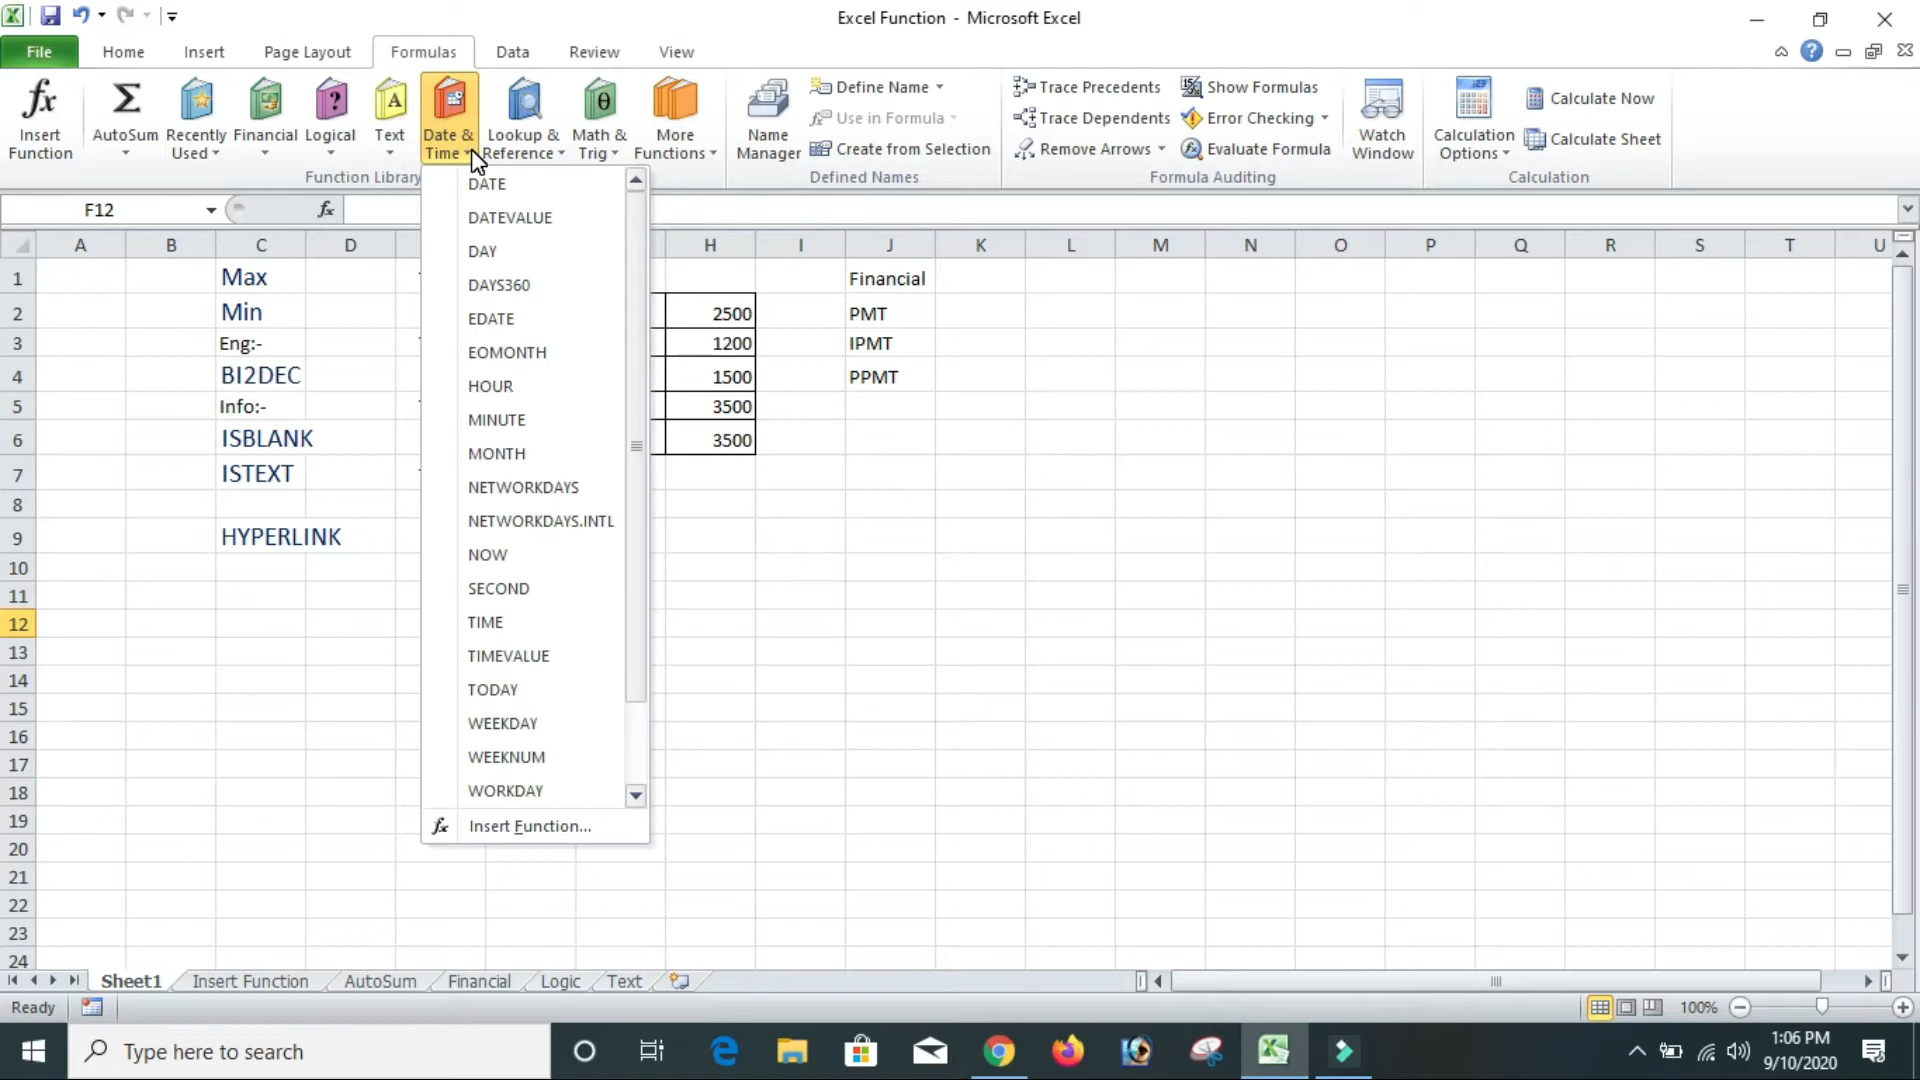 Excel Function - Microsoft Excel
File Home Insert Page Layout Formulas Data Review View
fx Insert Function
Σ AutoSum
Recently Used
Financial
Logical
Text
Date & Time
Lookup & Reference
Math & Trig
More Functions
Function Library
Name Manager
Define Name
Use in Formula
Create from Selection
Defined Names
Trace Precedents
Trace Dependents
Remove Arrows
Show Formulas
Error Checking
Evaluate Formula
Formula Auditing
Watch Window
Calculation Options
Calculate Now
Calculate Sheet
Calculation
F12 fx
A B C D H I J K L M N O P Q R S T U
1 Max Financial
2 Min 2500 PMT
3 Eng:- 1200 IPMT
4 BI2DEC 1500 PPMT
5 Info:- 3500
6 ISBLANK 3500
7 ISTEXT
8
9 HYPERLINK
10
11
12
13
14
15
16
17
18
19
20
21
22
23
24
DATE
DATEVALUE
DAY
DAYS360
EDATE
EOMONTH
HOUR
MINUTE
MONTH
NETWORKDAYS
NETWORKDAYS.INTL
NOW
SECOND
TIME
TIMEVALUE
TODAY
WEEKDAY
WEEKNUM
WORKDAY
fx Insert Function...
Sheet1 Insert Function AutoSum Financial Logic Text
Ready 100%
Type here to search
1:06 PM
9/10/2020